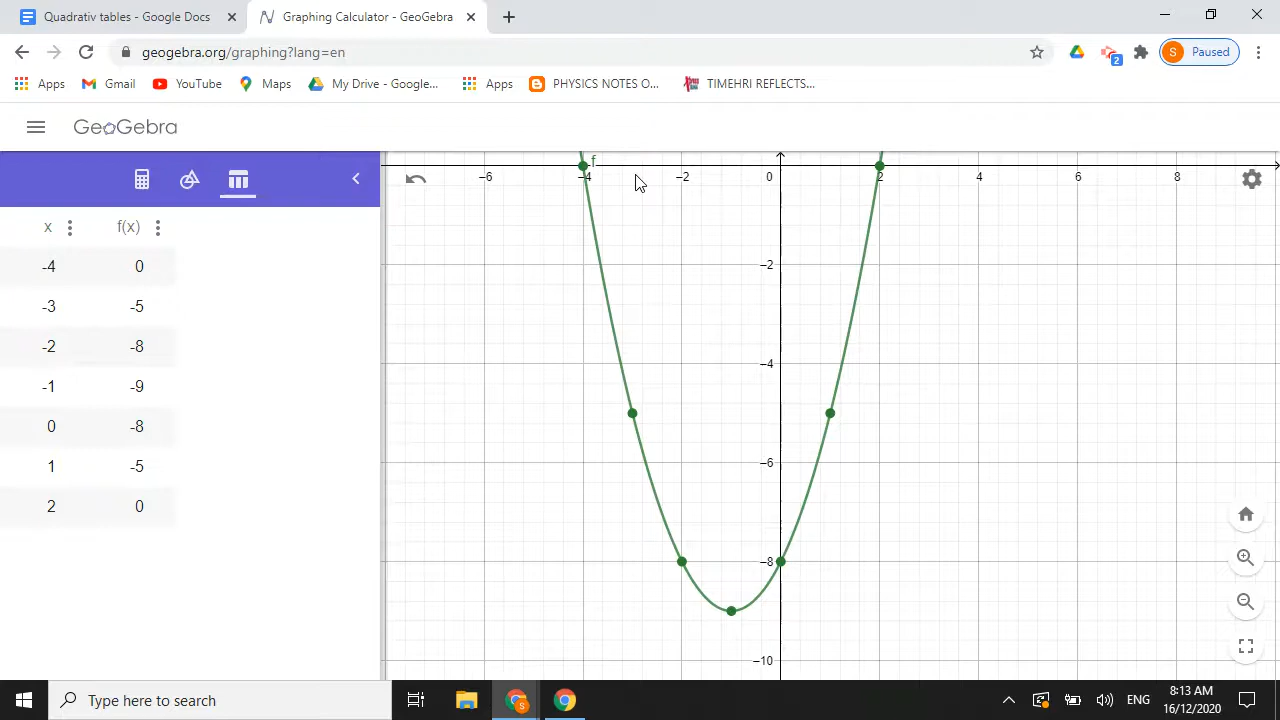 Quadrativ tables - Google Docs
Graphing Calculator - GeoGebra
geogebra.org/graphing?lang=en
S Paused
2
Apps Gmail YouTube Maps My Drive - Google... Apps PHYSICS NOTES O... TIMEHRI REFLECTS...
GeoGebra
x f(x)
-4 0
-3 -5
-2 -8
-1 -9
0 -8
1 -5
2 0
f
−6 −4 −2 0 2 4 6 8
−2
−4
−6
−8
−10
Type here to search
S
ENG
8:13 AM
16/12/2020